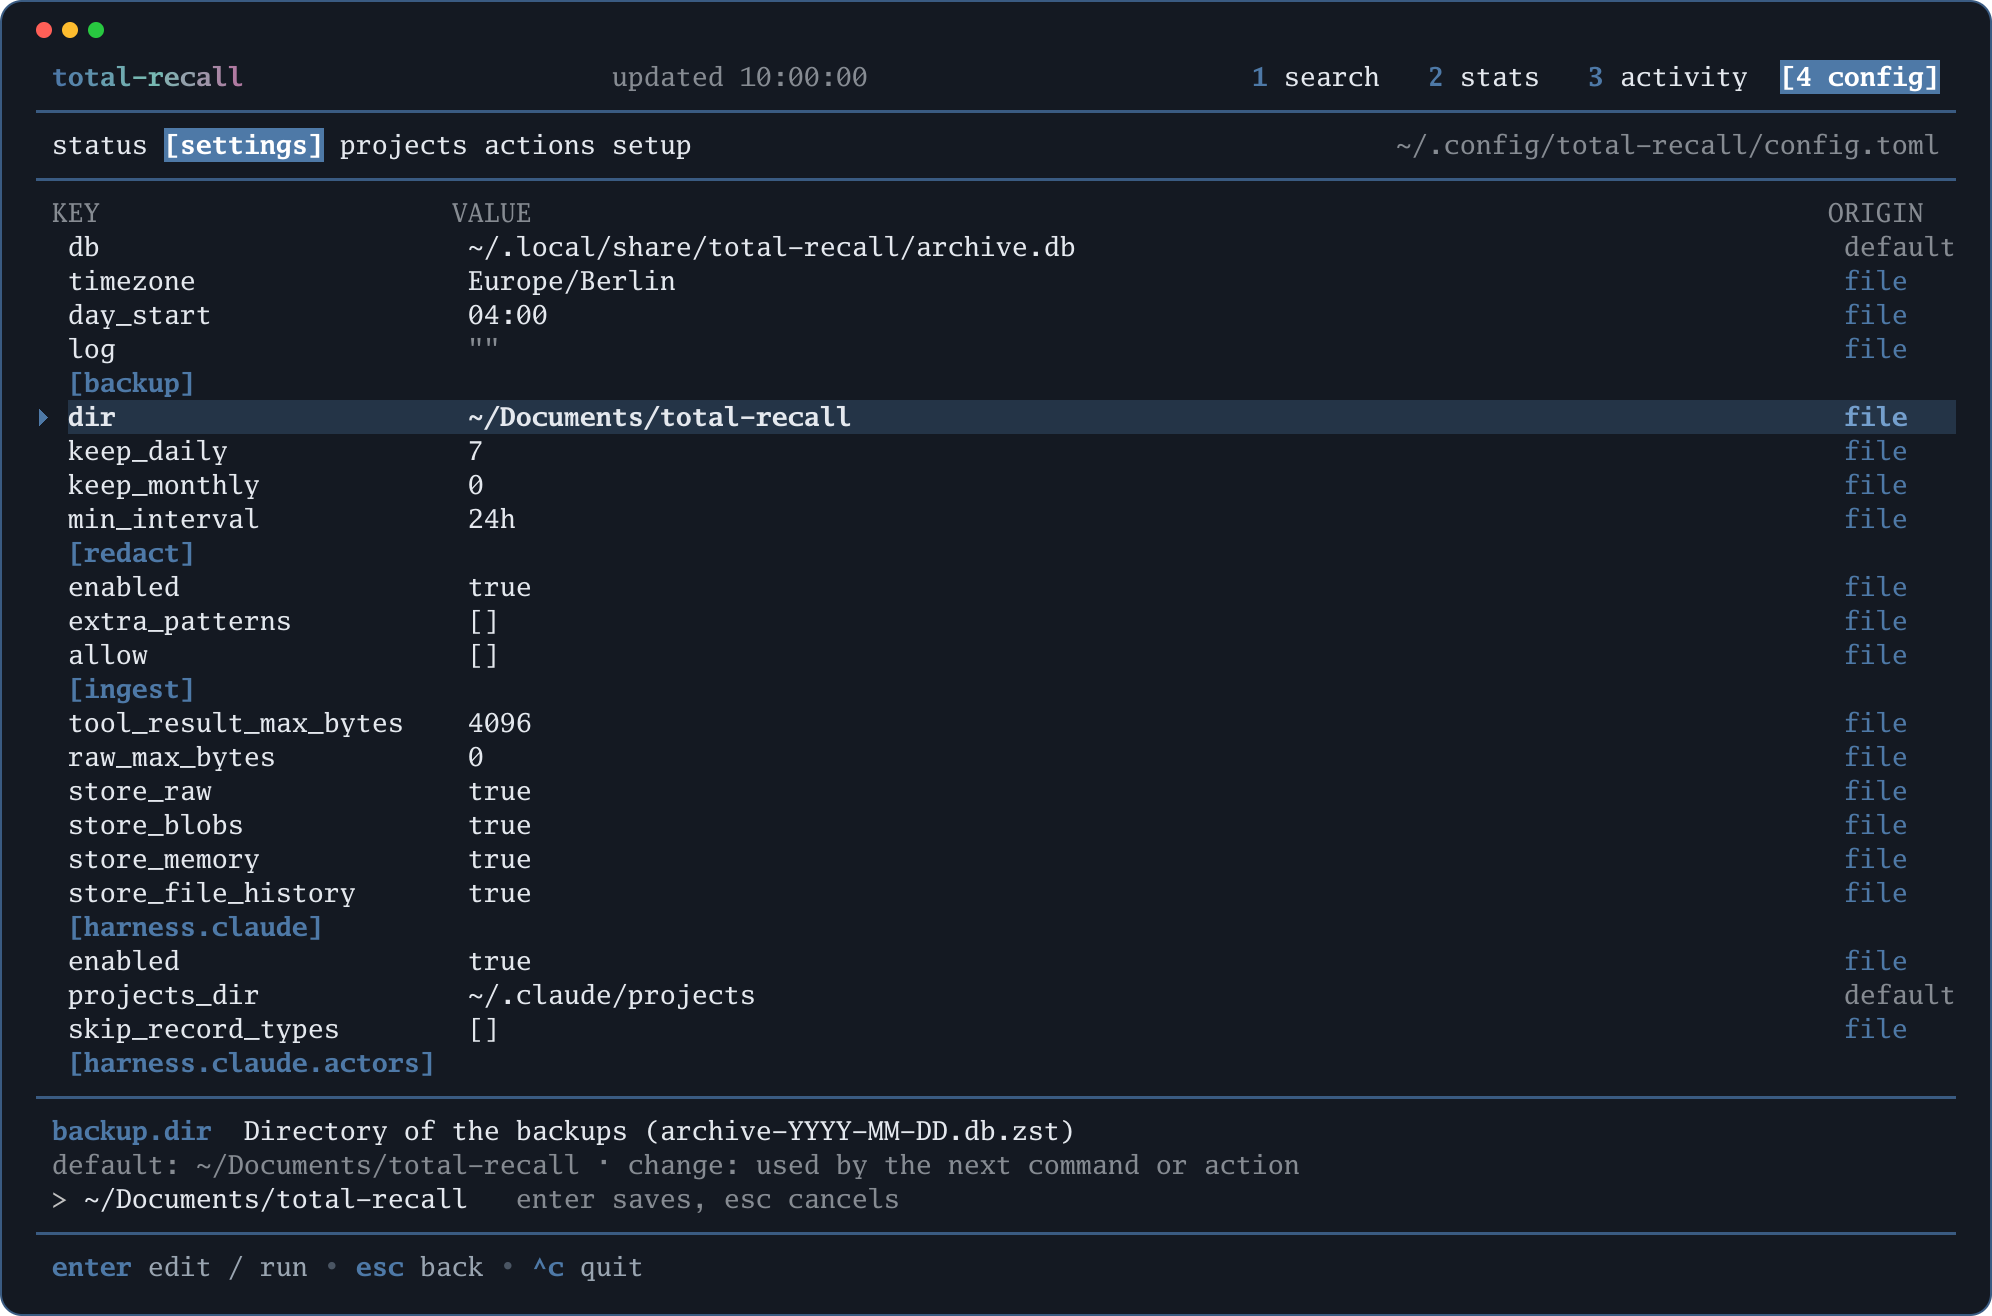 total-recall updated 10:00:00 1 search 2 stats 3 activity [4 config]
status [settings] projects actions setup ~/.config/total-recall/config.toml
KEY VALUE ORIGIN
db ~/.local/share/total-recall/archive.db default
timezone Europe/Berlin file
day_start 04:00 file
log "" file
[backup]
dir ~/Documents/total-recall file
keep_daily 7 file
keep_monthly 0 file
min_interval 24h file
[redact]
enabled true file
extra_patterns [] file
allow [] file
[ingest]
tool_result_max_bytes 4096 file
raw_max_bytes 0 file
store_raw true file
store_blobs true file
store_memory true file
store_file_history true file
[harness.claude]
enabled true file
projects_dir ~/.claude/projects default
skip_record_types [] file
[harness.claude.actors]
backup.dir Directory of the backups (archive-YYYY-MM-DD.db.zst)
default: ~/Documents/total-recall · change: used by the next command or action
> ~/Documents/total-recall enter saves, esc cancels
enter edit / run • esc back • ^c quit